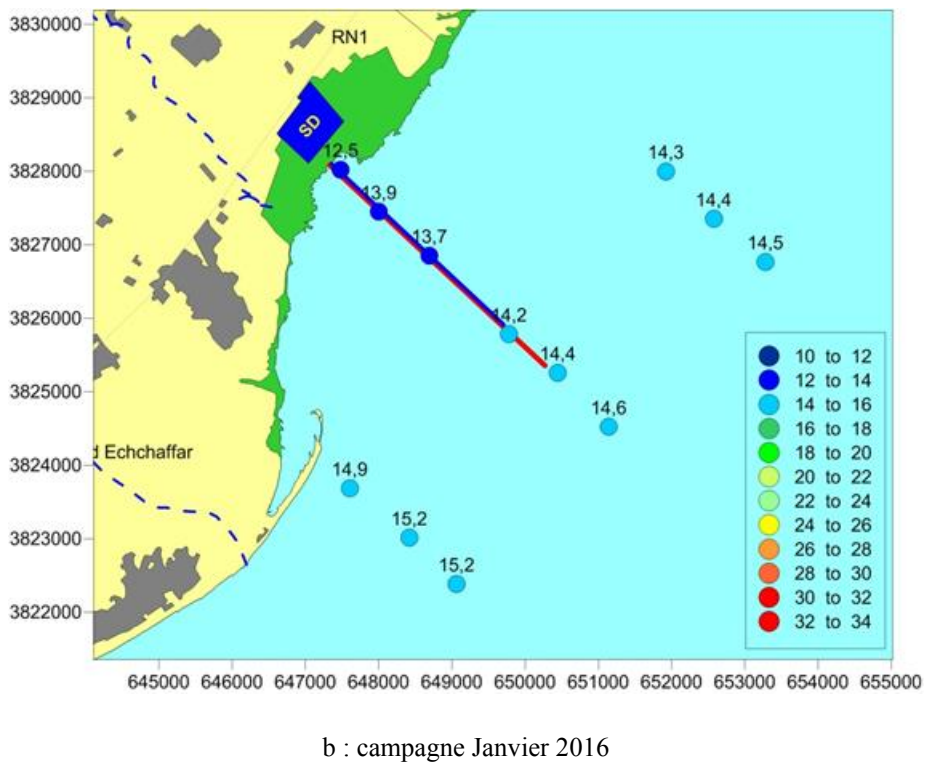 3830000
RN1
3829000
SD
3828000
12,5
14,3
13,9
14,4
3827000
13,7
14,5
3826000
14,2
14,4
10 to 12
12 to 14
3825000
14 to 16
14,6
16 to 18
d Echchaffar
18 to 20
3824000
14,9
20 to 22
22 to 24
15,2
24 to 26
3823000
26 to 28
15,2
28 to 30
30 to 32
3822000
32 to 34
645000 646000 647000 648000 649000 650000 651000 652000 653000 654000 655000
b : campagne Janvier 2016